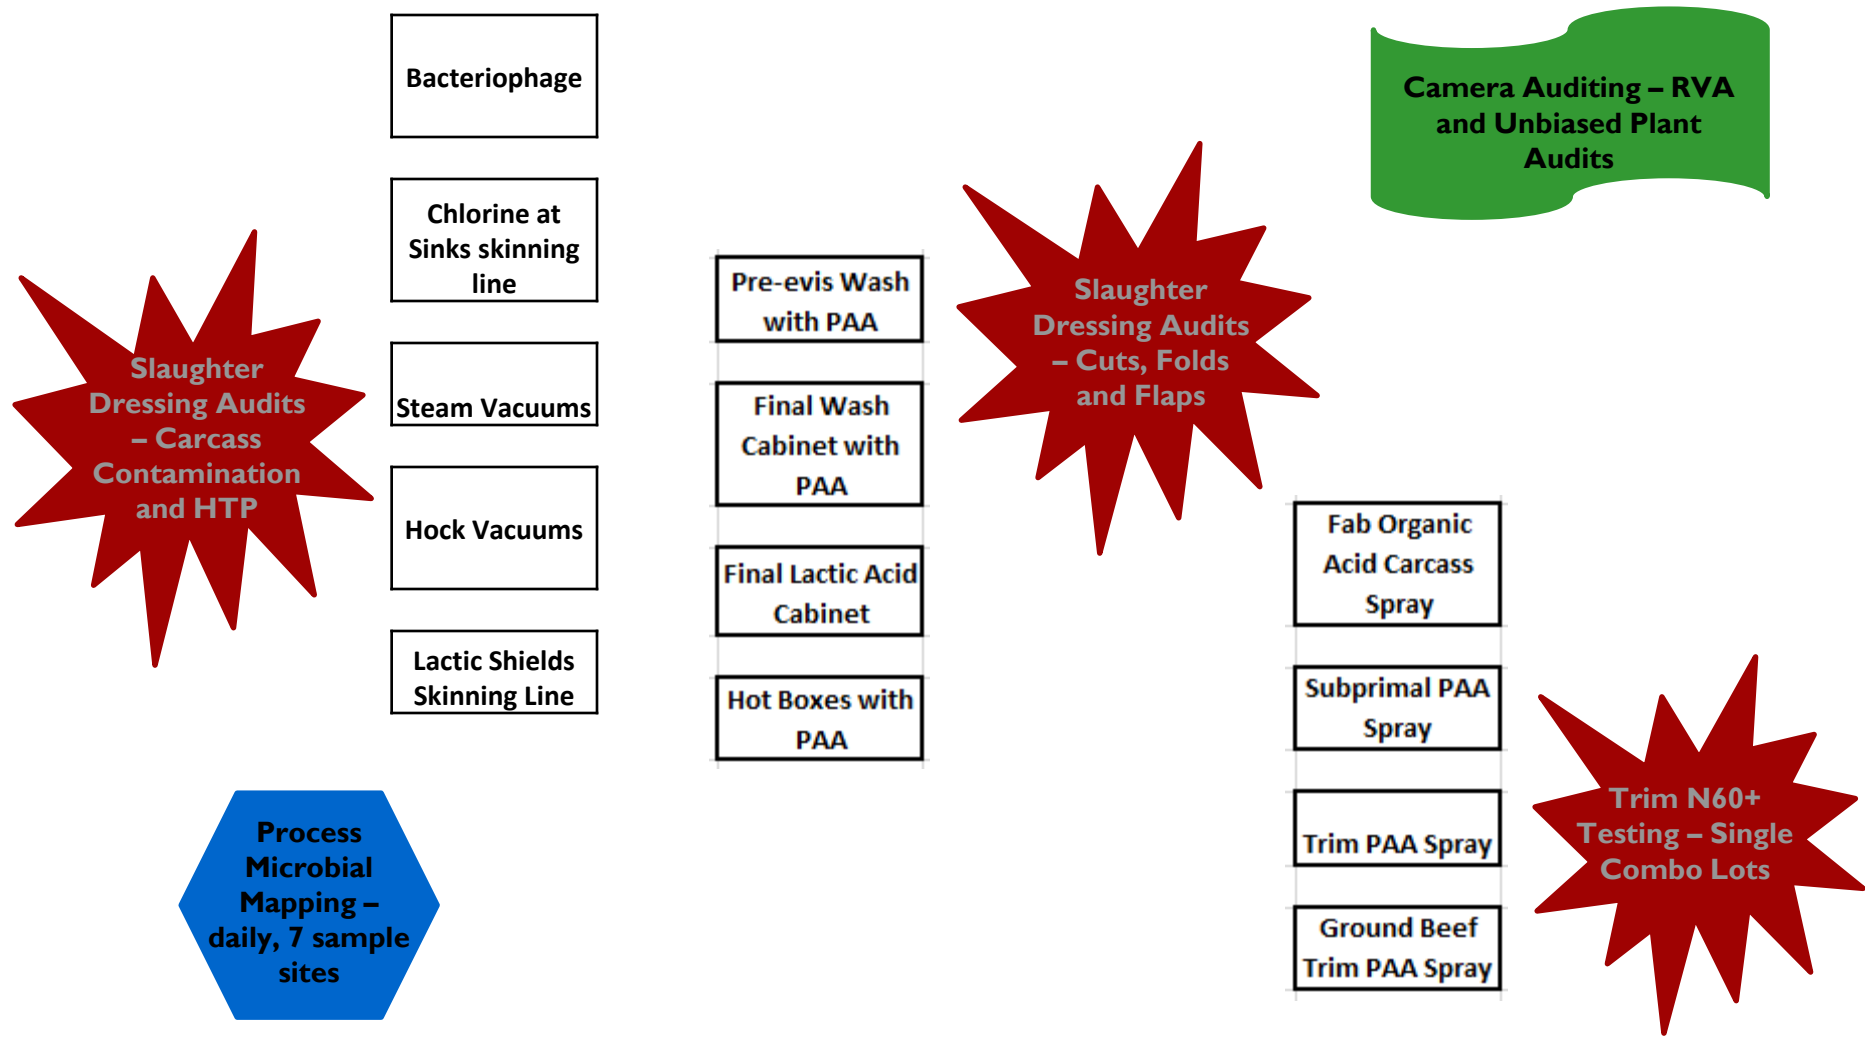 Bacteriophage
Chlorine at
Sinks skinning
line
Steam Vacuums
Hock Vacuums
Lactic Shields
Skinning Line
Slaughter
Dressing Audits
– Carcass
Contamination
and HTP
Process
Microbial
Mapping –
daily, 7 sample
sites
Pre-evis Wash
with PAA
Final Wash
Cabinet with
PAA
Final Lactic Acid
Cabinet
Hot Boxes with
PAA
Slaughter
Dressing Audits
– Cuts, Folds
and Flaps
Camera Auditing – RVA
and Unbiased Plant
Audits
Fab Organic
Acid Carcass
Spray
Subprimal PAA
Spray
Trim PAA Spray
Ground Beef
Trim PAA Spray
Trim N60+
Testing – Single
Combo Lots